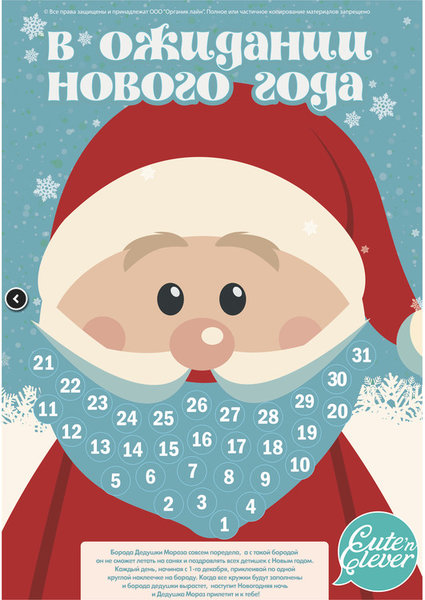 © Все права защищены и принадлежат ООО "Органик лайн". Полное или частичное копирование материалов запрещено
В ОЖИДАНИИ
НОВОГО ГОДА
31
21
30
22
29
23
26
11
24
25
27
28
20
12
19
13
14
15
16
17
18
10
5
6
7
8
9
2
3
4
1
Cute'n
Clever
Борода Дедушки Мороза совсем поредела, а с такой бородой
он не сможет летать на санях и поздравлять всех детишек с Новым годом.
Каждый день, начиная с 1-го декабря, приклеивай по одной
круглой наклеечке на бороду. Когда все кружки будут заполнены
и борода дедушки вырастет, наступит Новогодняя ночь
и Дедушка Мороз прилетит и к тебе!